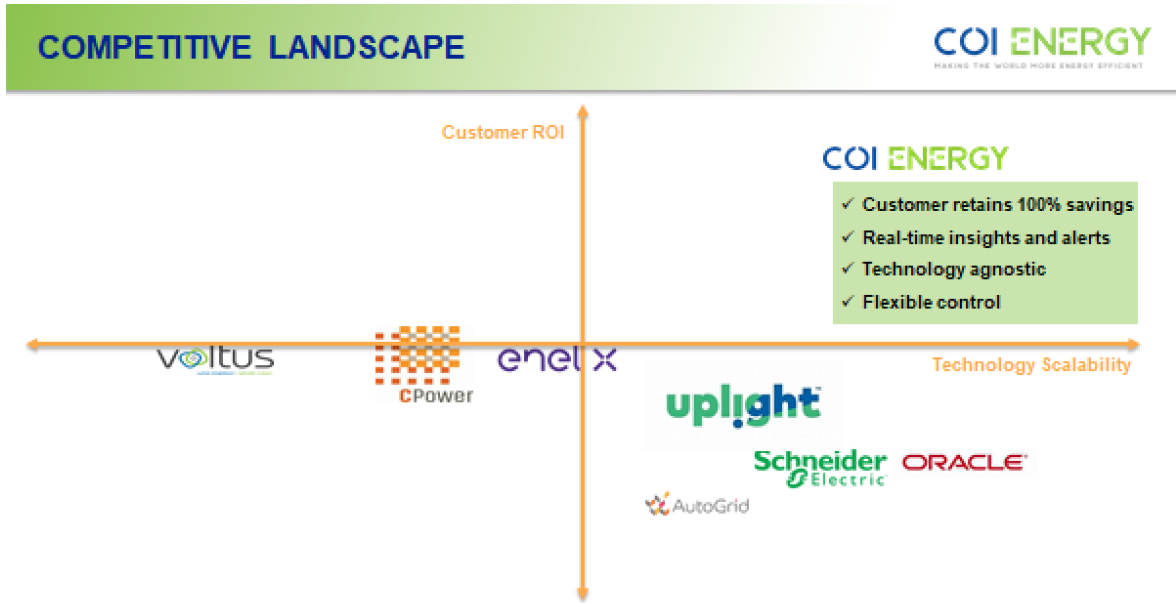 COMPETITIVE LANDSCAPE
COI ENERGY
MAKING THE WORLD MORE ENERGY EFFICIENT
Customer ROI
COI ENERGY
✓ Customer retains 100% savings
✓ Real-time insights and alerts
✓ Technology agnostic
✓ Flexible control
voltus
CPower
enel x
Technology Scalability
uplight™
Schneider Electric
ORACLE
AutoGrid